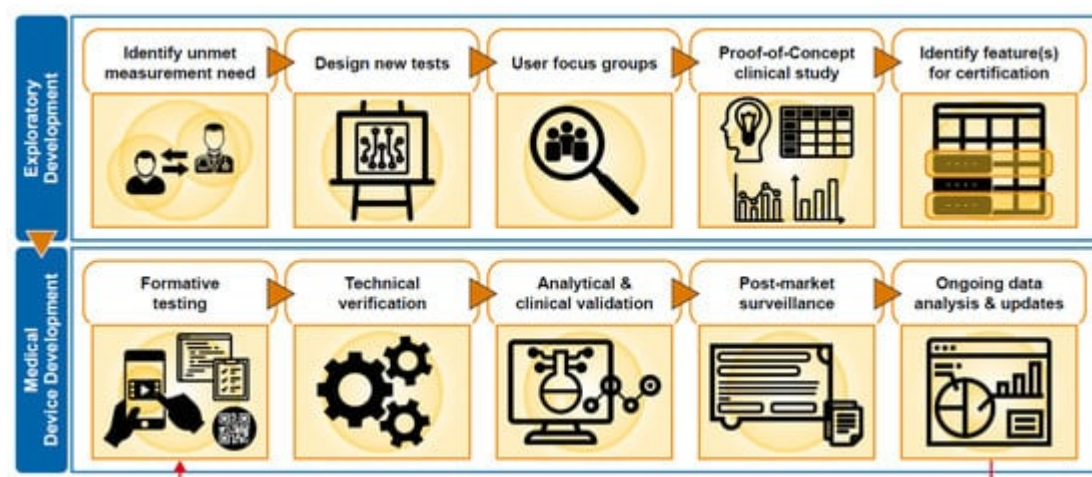 Exploratory
Development
Identify unmet
measurement need
Design new tests
User focus groups
Proof-of-Concept
clinical study
Identify feature(s)
for certification
Medical
Device Development
Formative
testing
Technical
verification
Analytical &
clinical validation
Post-market
surveillance
Ongoing data
analysis & updates